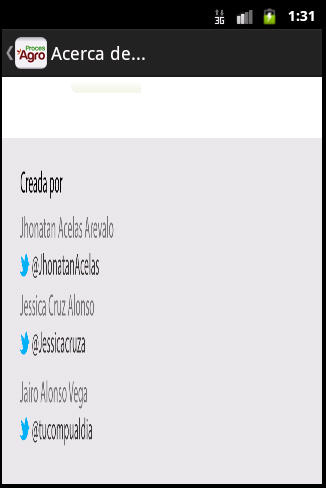 3G 1:31
Proces
Agro Acerca de...
Creada por
Jhonatan Acelas Arevalo
@JhonatanAcelas
Jessica Cruz Alonso
@Jessicacruza
Jairo Alonso Vega
@tucompualdia